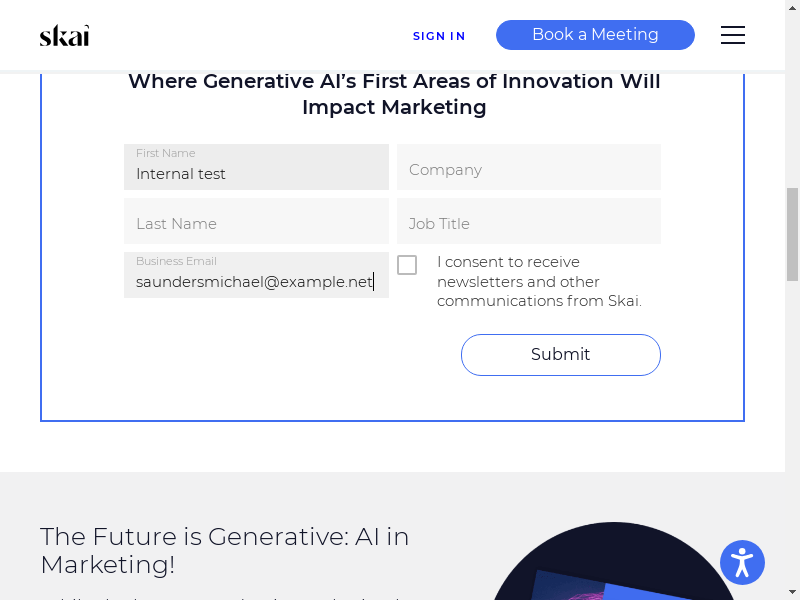 skai
SIGN IN
Book a Meeting
Where Generative AI’s First Areas of Innovation Will
Impact Marketing
First Name
Internal test
Company
Last Name
Job Title
Business Email
saundersmichael@example.net
I consent to receive
newsletters and other
communications from Skai.
Submit
The Future is Generative: AI in
Marketing!